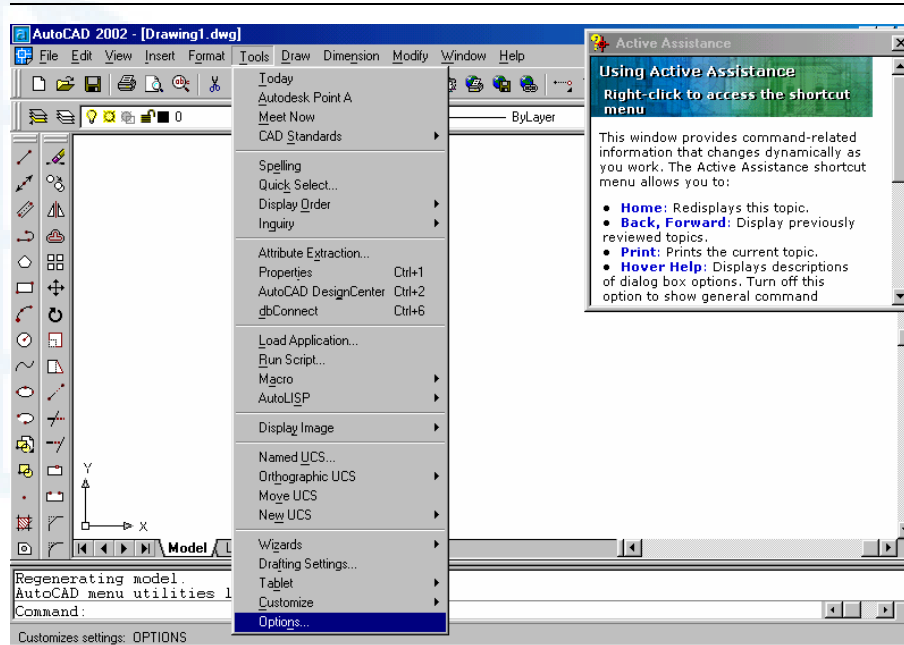 AutoCAD 2002 - [Drawing1.dwg]
File Edit View Insert Format Tools Draw Dimension Modify Window Help
0
ByLayer
Today
Autodesk Point A
Meet Now
CAD Standards
Spelling
Quick Select...
Display Order
Inquiry
Attribute Extraction...
Properties Ctrl+1
AutoCAD DesignCenter Ctrl+2
dbConnect Ctrl+6
Load Application...
Run Script...
Macro
AutoLISP
Display Image
Named UCS...
Orthographic UCS
Move UCS
New UCS
Wizards
Drafting Settings...
Tablet
Customize
Options...
Active Assistance
Using Active Assistance
Right-click to access the shortcut
menu
This window provides command-related
information that changes dynamically as
you work. The Active Assistance shortcut
menu allows you to:
• Home: Redisplays this topic.
• Back, Forward: Display previously
reviewed topics.
• Print: Prints the current topic.
• Hover Help: Displays descriptions
of dialog box options. Turn off this
option to show general command
Y
X
Model L
Regenerating model.
AutoCAD menu utilities l
Command:
Customizes settings: OPTIONS